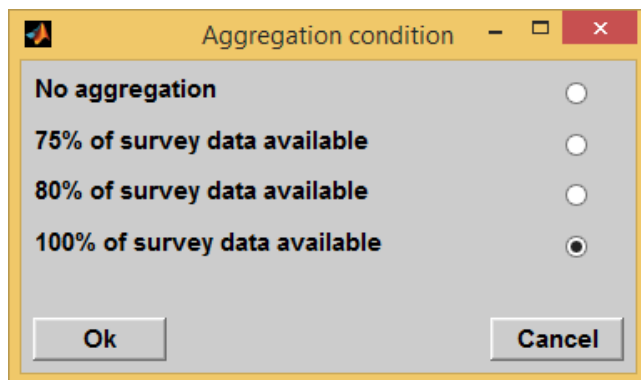 Aggregation condition
No aggregation
75% of survey data available
80% of survey data available
100% of survey data available
Ok Cancel